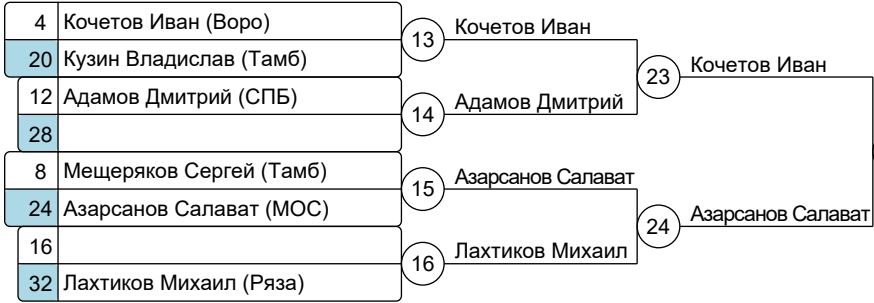 4 Кочетов Иван (Воро)
20 Кузин Владислав (Тамб)
12 Адамов Дмитрий (СПБ)
28
8 Мещеряков Сергей (Тамб)
24 Азарсанов Салават (МОС)
16
32 Лахтиков Михаил (Ряза)
13 Кочетов Иван
14 Адамов Дмитрий
15 Азарсанов Салават
16 Лахтиков Михаил
23 Кочетов Иван
24 Азарсанов Салават